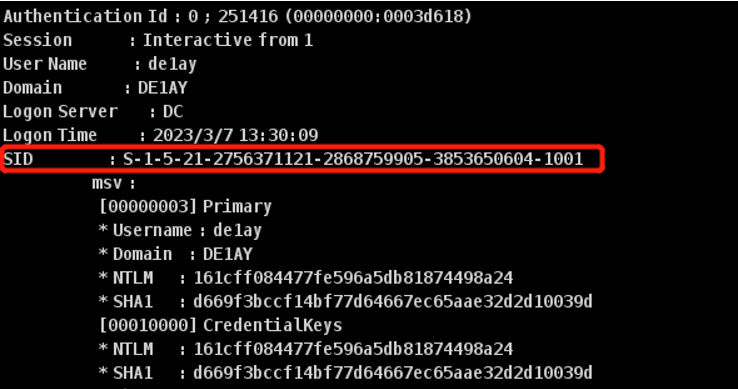 Authentication Id : 0 ; 251416 (00000000:0003d618)
Session : Interactive from 1
User Name : de1ay
Domain : DE1AY
Logon Server : DC
Logon Time : 2023/3/7 13:30:09
SID : S-1-5-21-2756371121-2868759905-3853650604-1001
msv :
[00000003] Primary
* Username : de1ay
* Domain : DE1AY
* NTLM : 161cff084477fe596a5db81874498a24
* SHA1 : d669f3bccf14bf77d64667ec65aae32d2d10039d
[00010000] CredentialKeys
* NTLM : 161cff084477fe596a5db81874498a24
* SHA1 : d669f3bccf14bf77d64667ec65aae32d2d10039d